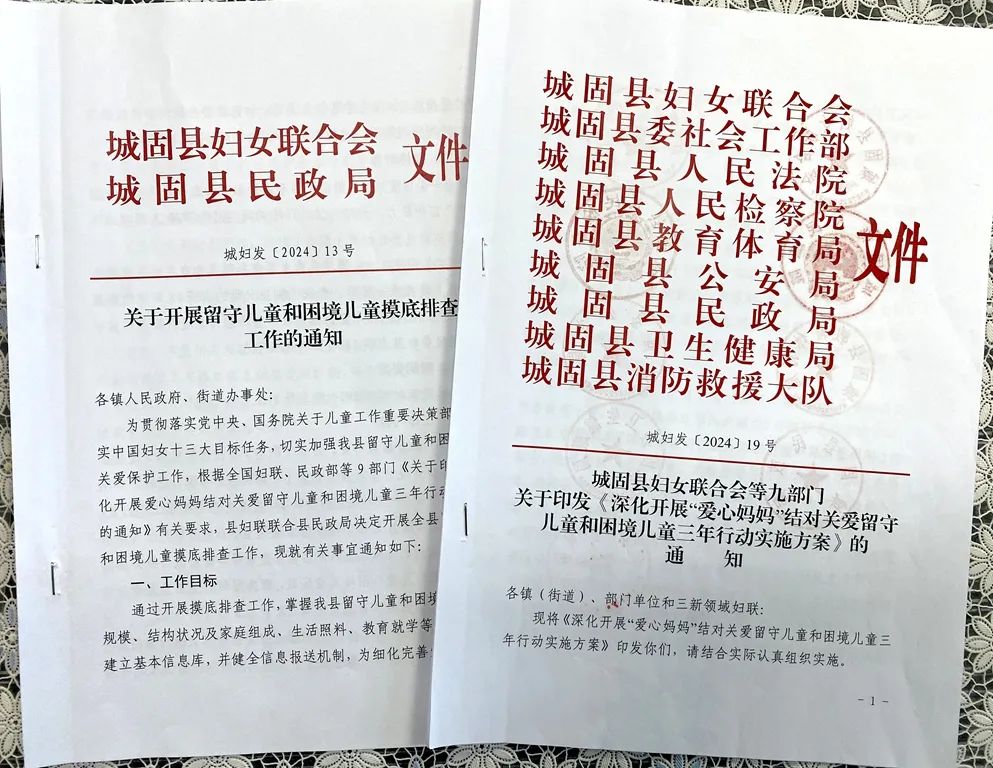 城固县妇女联合会
城固县民政局
文件
城妇发〔2024〕13号
关于开展留守儿童和困境儿童摸底排查
工作的通知
各镇人民政府、街道办事处:
为贯彻落实党中央、国务院关于儿童工作重要决策部
实中国妇女十三大目标任务，切实加强我县留守儿童和困
关爱保护工作，根据全国妇联、民政部等9部门《关于印
化开展爱心妈妈结对关爱留守儿童和困境儿童三年行动
的通知》有关要求，县妇联联合县民政局决定开展全县
和困境儿童摸底排查工作，现就有关事宜通知如下:
一、工作目标
通过开展摸底排查工作，掌握我县留守儿童和困境
规模、结构状况及家庭组成、生活照料、教育就学等
建立基本信息库，并健全信息报送机制，为细化完善
城固县妇女联合会
城固县委社会工作部
城固县人民法院
城固县人民检察院
城固县教育体育局
城固县公安局
城固县民政局
城固县卫生健康局
城固县消防救援大队
文件
城妇发〔2024〕19号
城固县妇女联合会等九部门
关于印发《深化开展“爱心妈妈”结对关爱留守
儿童和困境儿童三年行动实施方案》的
通 知
各镇（街道）、部门单位和三新领域妇联:
现将《深化开展“爱心妈妈”结对关爱留守儿童和困境儿童三
年行动实施方案》印发你们，请结合实际认真组织实施。
- 1 -